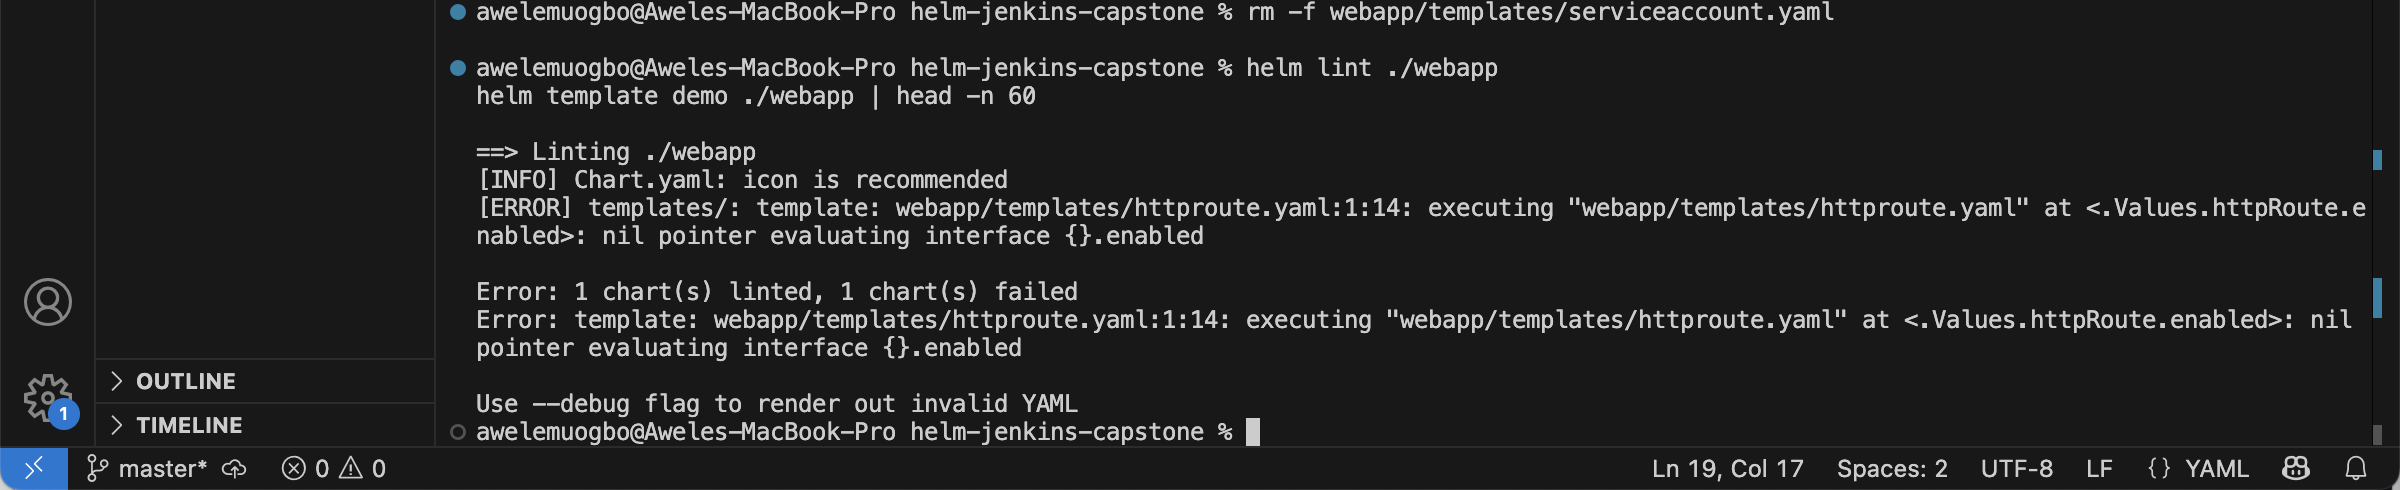 awelemuogbo@Aweles-MacBook-Pro helm-jenkins-capstone % rm -f webapp/templates/serviceaccount.yaml
awelemuogbo@Aweles-MacBook-Pro helm-jenkins-capstone % helm lint ./webapp
helm template demo ./webapp | head -n 60
==> Linting ./webapp
[INFO] Chart.yaml: icon is recommended
[ERROR] templates/: template: webapp/templates/httproute.yaml:1:14: executing "webapp/templates/httproute.yaml" at <.Values.httpRoute.e
nabled>: nil pointer evaluating interface {}.enabled
Error: 1 chart(s) linted, 1 chart(s) failed
Error: template: webapp/templates/httproute.yaml:1:14: executing "webapp/templates/httproute.yaml" at <.Values.httpRoute.enabled>: nil
pointer evaluating interface {}.enabled
Use --debug flag to render out invalid YAML
awelemuogbo@Aweles-MacBook-Pro helm-jenkins-capstone %
OUTLINE
1
TIMELINE
master* 0 0 Ln 19, Col 17 Spaces: 2 UTF-8 LF {} YAML